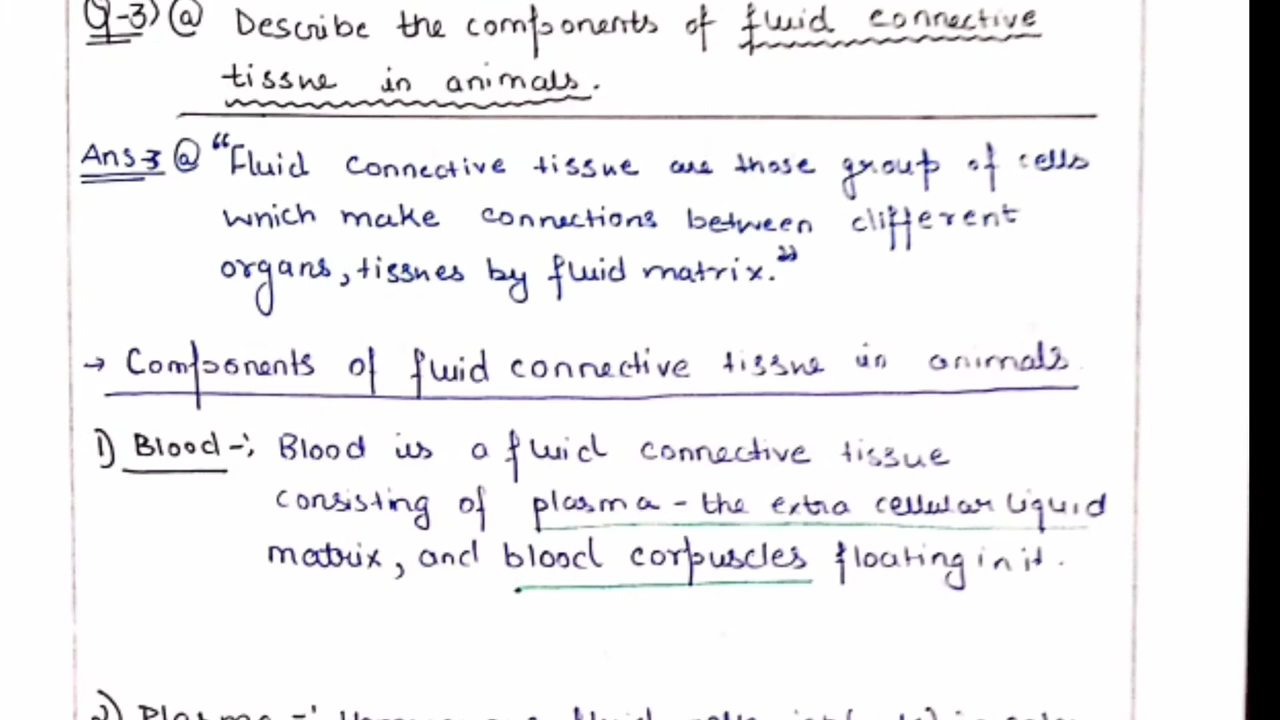 Q-3) (a) Describe the components of fluid connective
tissue in animals.
Ans-3 (a) "Fluid connective tissue are those group of cells
which make connections between different
organs, tissues by fluid matrix."
→ Components of fluid connective tissue in animals
1) Blood -: Blood is a fluid connective tissue
consisting of plasma - the extra cellular liquid
matrix, and blood corpuscles floating in it.
2) Plasma -: